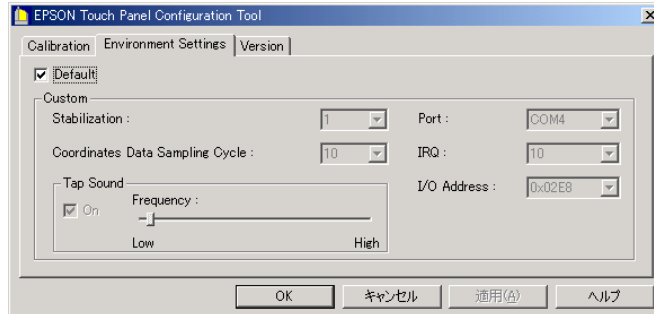 EPSON Touch Panel Configuration Tool
Calibration Environment Settings Version
Default
Custom
Stabilization : 1 Port : COM4
Coordinates Data Sampling Cycle : 10 IRQ : 10
Tap Sound I/O Address : 0x02E8
On Frequency :
Low High
OK キャンセル 適用(A) ヘルプ